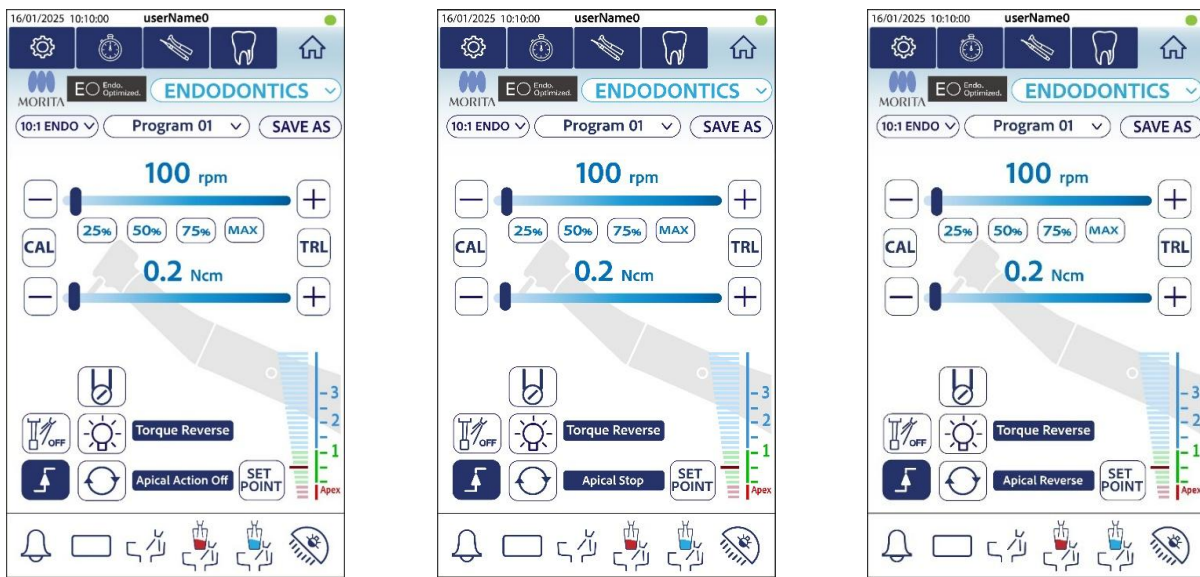 16/01/2025 10:10:00 userName0
MORITA EO Endo. Optimized. ENDODONTICS
10:1 ENDO Program 01 SAVE AS
100 rpm
25% 50% 75% MAX
CAL TRL
0.2 Ncm
3
2
OFF Torque Reverse
1
Apical Action Off SET POINT
Apex
16/01/2025 10:10:00 userName0
MORITA EO Endo. Optimized. ENDODONTICS
10:1 ENDO Program 01 SAVE AS
100 rpm
25% 50% 75% MAX
CAL TRL
0.2 Ncm
3
2
OFF Torque Reverse
1
Apical Stop SET POINT
Apex
16/01/2025 10:10:00 userName0
MORITA EO Endo. Optimized. ENDODONTICS
10:1 ENDO Program 01 SAVE AS
100 rpm
25% 50% 75% MAX
CAL TRL
0.2 Ncm
3
2
OFF Torque Reverse
1
Apical Reverse SET POINT
Apex